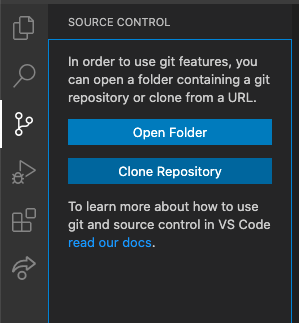 SOURCE CONTROL
In order to use git features, you
can open a folder containing a git
repository or clone from a URL.
Open Folder
Clone Repository
To learn more about how to use
git and source control in VS Code
read our docs.